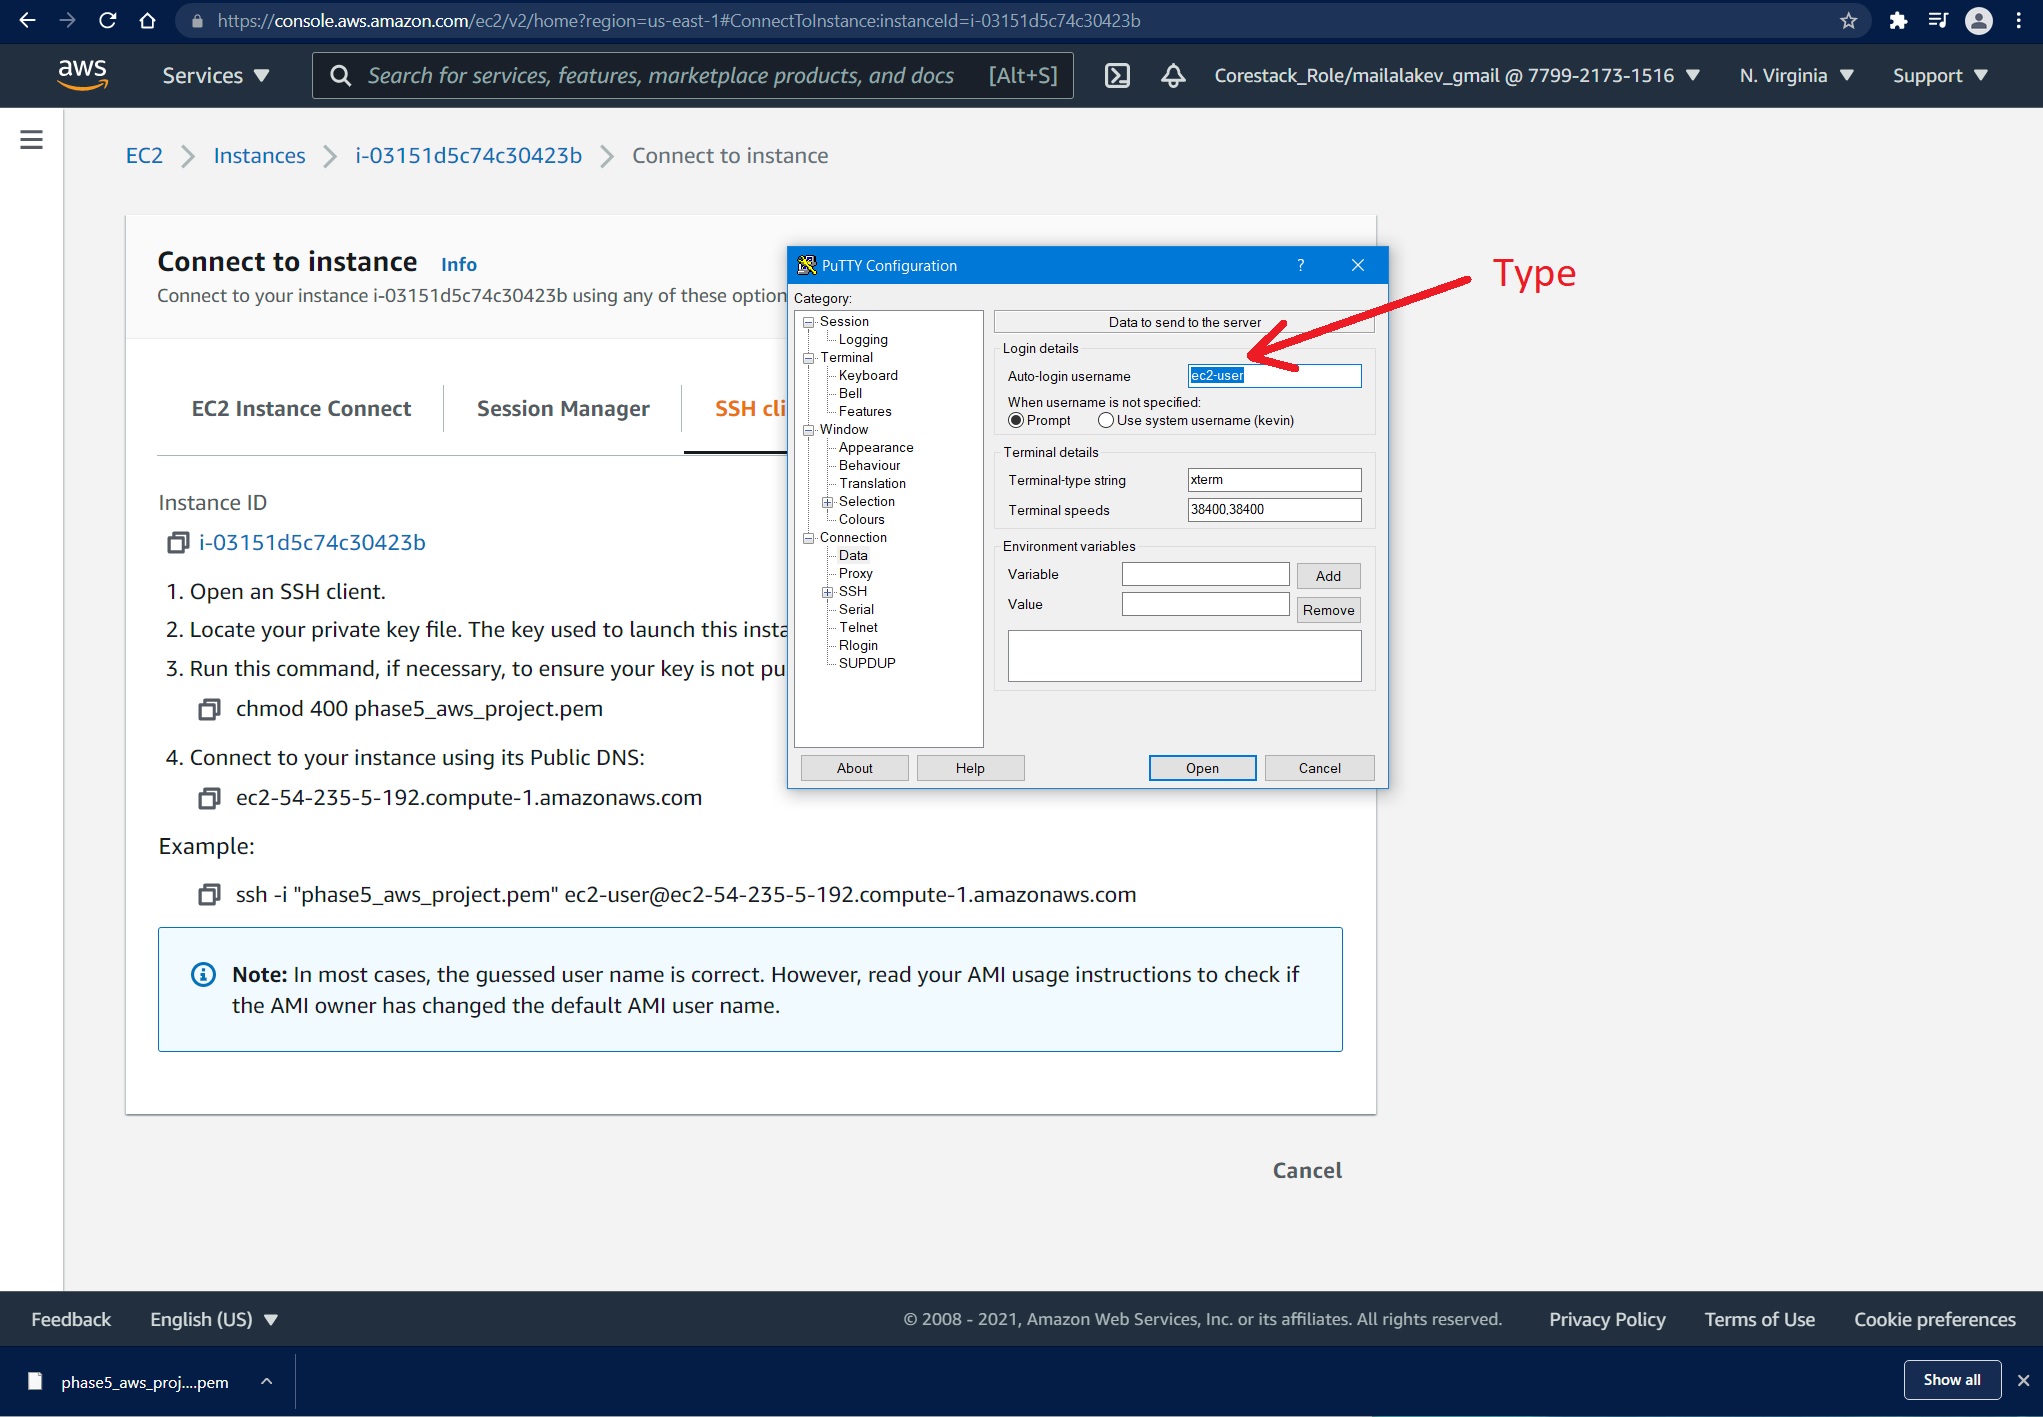 https://console.aws.amazon.com/ec2/v2/home?region=us-east-1#ConnectToInstance:instanceId=i-03151d5c74c30423b
aws
Services
Search for services, features, marketplace products, and docs [Alt+S]
Corestack_Role/mailalakev_gmail @ 7799-2173-1516
N. Virginia
Support
EC2
Instances
i-03151d5c74c30423b
Connect to instance
Connect to instance Info
Connect to your instance i-03151d5c74c30423b using any of these option
EC2 Instance Connect
Session Manager
SSH cli
Instance ID
i-03151d5c74c30423b
1. Open an SSH client.
2. Locate your private key file. The key used to launch this insta
3. Run this command, if necessary, to ensure your key is not pu
chmod 400 phase5_aws_project.pem
4. Connect to your instance using its Public DNS:
ec2-54-235-5-192.compute-1.amazonaws.com
Example:
ssh -i "phase5_aws_project.pem" ec2-user@ec2-54-235-5-192.compute-1.amazonaws.com
Note: In most cases, the guessed user name is correct. However, read your AMI usage instructions to check if
the AMI owner has changed the default AMI user name.
Cancel
PuTTY Configuration
?
Category:
Session
Logging
Terminal
Keyboard
Bell
Features
Window
Appearance
Behaviour
Translation
Selection
Colours
Connection
Data
Proxy
SSH
Serial
Telnet
Rlogin
SUPDUP
Data to send to the server
Login details
Auto-login username
ec2-user
When username is not specified:
Prompt
Use system username (kevin)
Terminal details
Terminal-type string
xterm
Terminal speeds
38400,38400
Environment variables
Variable
Add
Value
Remove
About
Help
Open
Cancel
Type
Feedback
English (US)
© 2008 - 2021, Amazon Web Services, Inc. or its affiliates. All rights reserved.
Privacy Policy
Terms of Use
Cookie preferences
phase5_aws_proj....pem
Show all